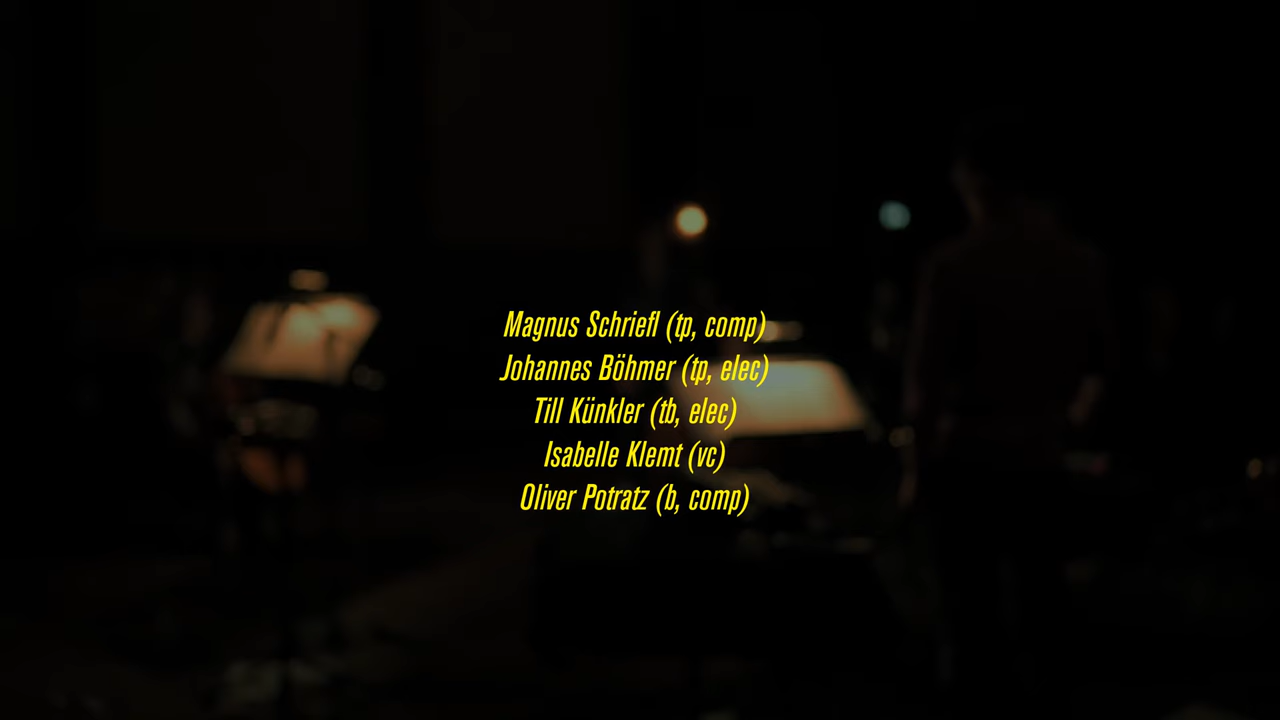 Magnus Schriefl (tp, comp)
Johannes Böhmer (tp, elec)
Till Künkler (tb, elec)
Isabelle Klemt (vc)
Oliver Potratz (b, comp)